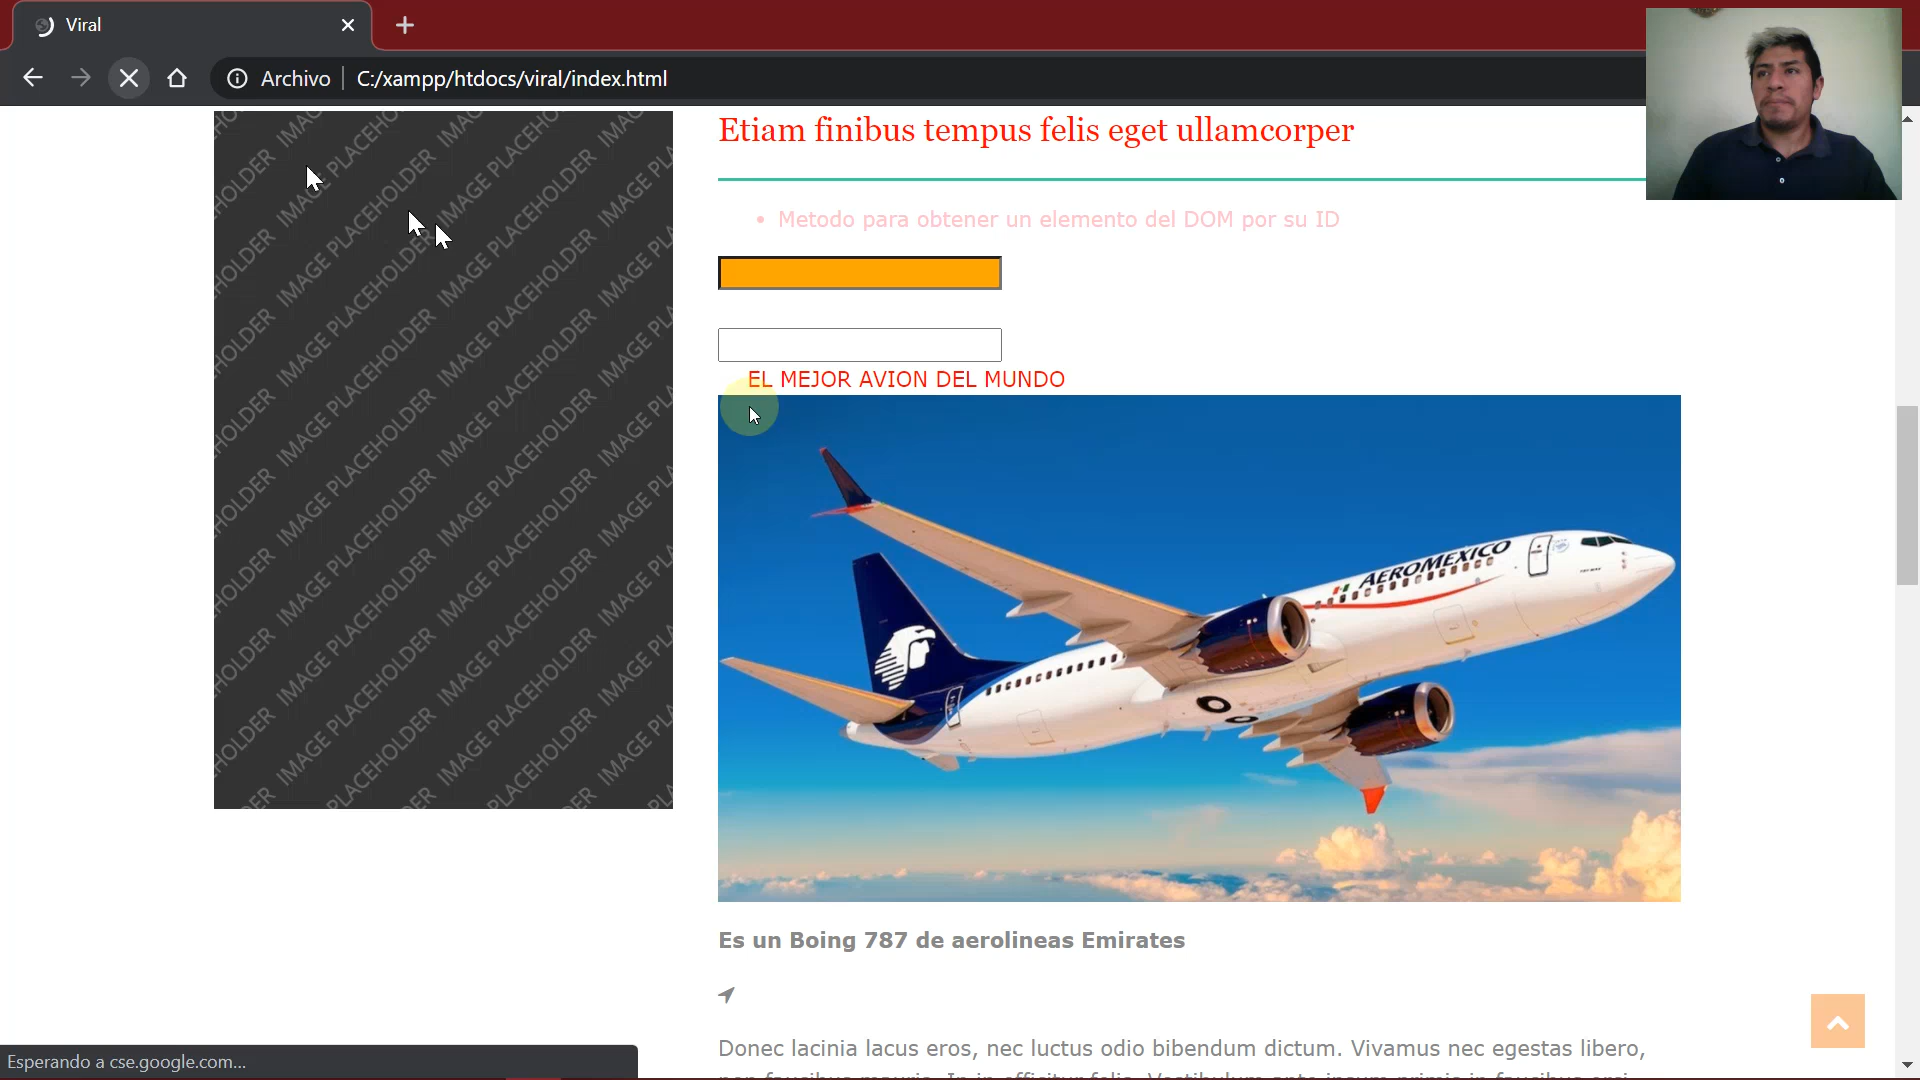 Viral
Archivo
C:/xampp/htdocs/viral/index.html
IMAGE PLACEHOLDER
Etiam finibus tempus felis eget ullamcorper
Metodo para obtener un elemento del DOM por su ID
EL MEJOR AVION DEL MUNDO
AEROMEXICO
Es un Boing 787 de aerolineas Emirates
Donec lacinia lacus eros, nec luctus odio bibendum dictum. Vivamus nec egestas libero,
Esperando a cse.google.com...